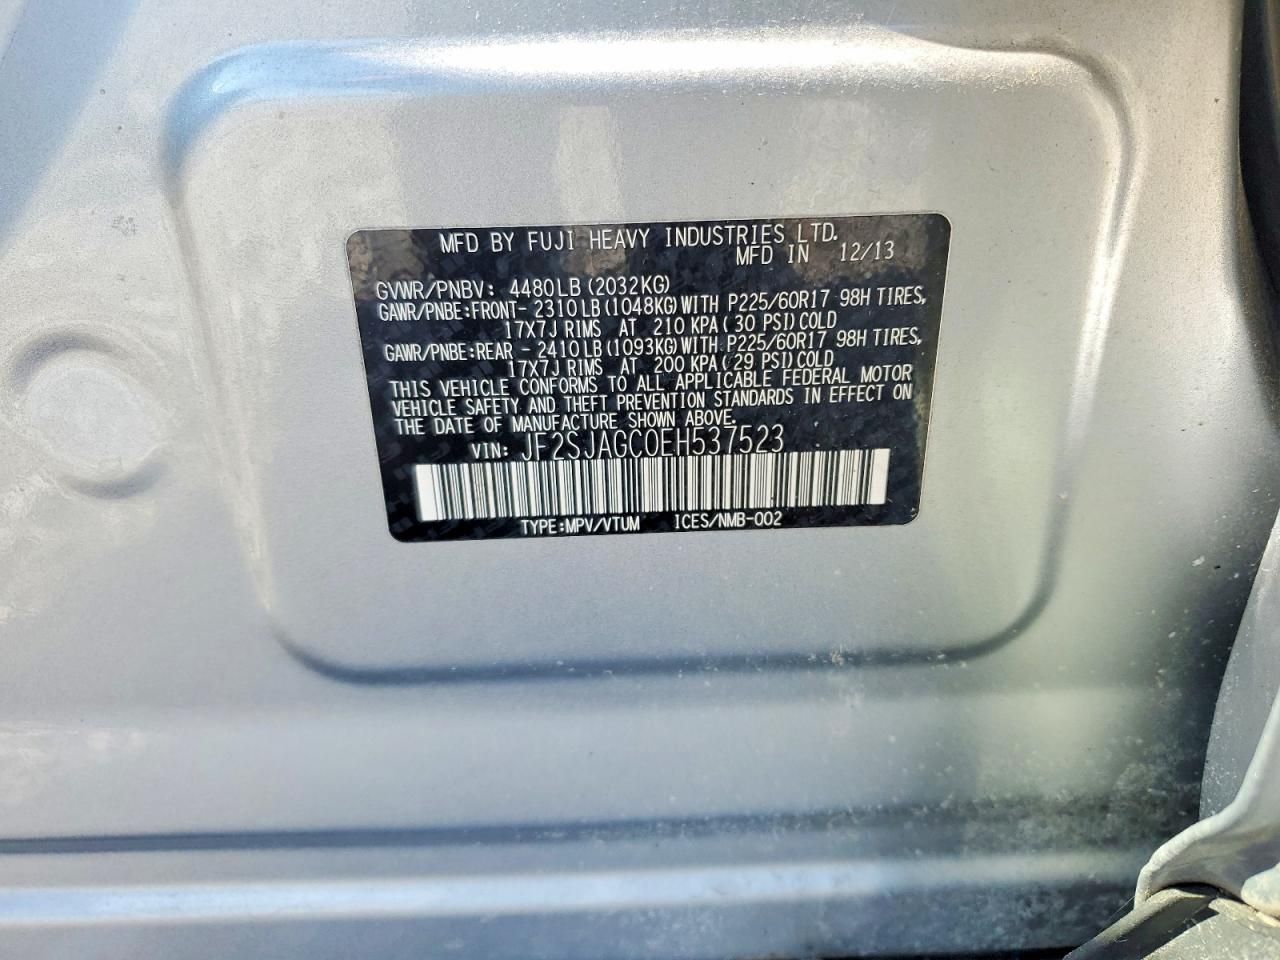 MFD BY FUJI HEAVY INDUSTRIES LTD.
MFD IN 12/13
GVWR/PNBV: 4480LB (2032KG)
GAWR/PNBE:FRONT- 2310LB(1048KG)WITH P225/60R17 98H TIRES,
17X7J RIMS AT 210 KPA(30 PSI)COLD
GAWR/PNBE:REAR - 2410LB(1093KG)WITH P225/60R17 98H TIRES,
17X7J RIMS AT 200 KPA(29 PSI)COLD
THIS VEHICLE CONFORMS TO ALL APPLICABLE FEDERAL MOTOR
VEHICLE SAFETY AND THEFT PREVENTION STANDARDS IN EFFECT ON
THE DATE OF MANUFACTURE SHOWN ABOVE.
VIN: JF2SJAGC0EH537523
TYPE:MPV/VTUM ICES/NMB-002